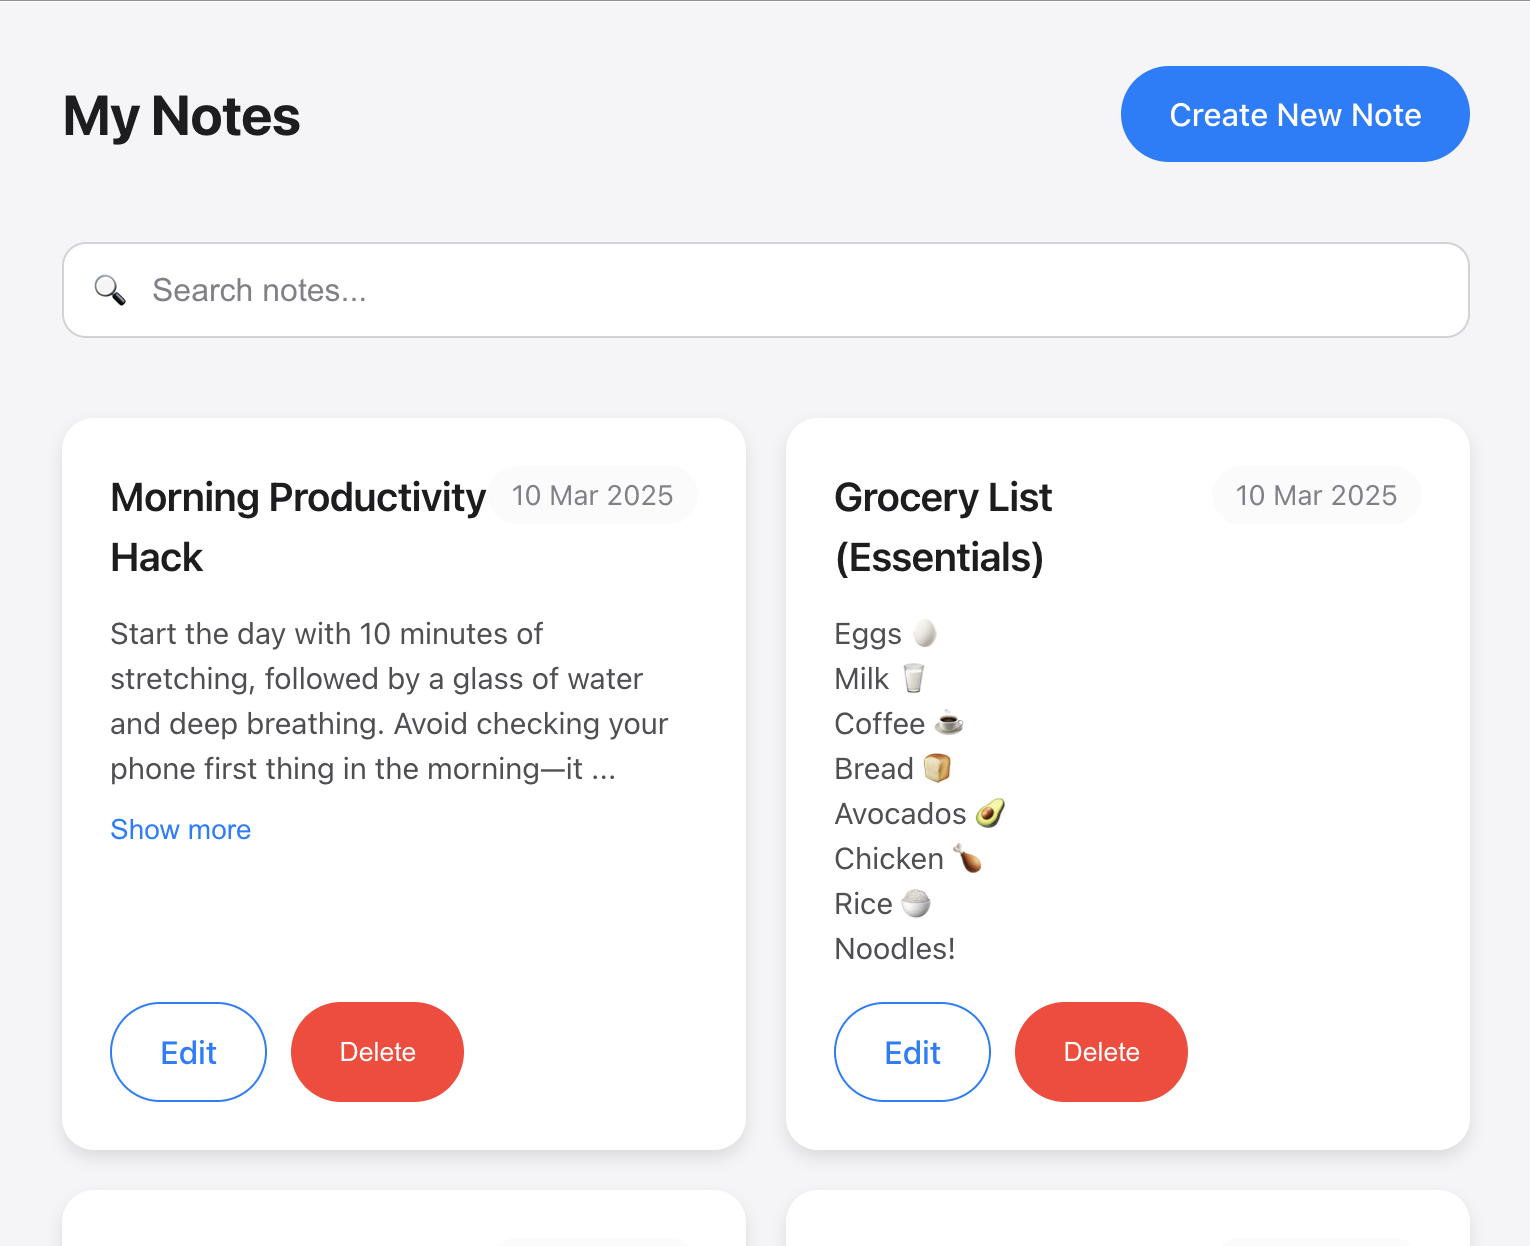 My Notes
Create New Note
Search notes...
Morning Productivity
Hack
10 Mar 2025
Start the day with 10 minutes of
stretching, followed by a glass of water
and deep breathing. Avoid checking your
phone first thing in the morning—it ...
Show more
Edit
Delete
Grocery List
(Essentials)
10 Mar 2025
Eggs 🥚
Milk 🥛
Coffee ☕
Bread 🍞
Avocados 🥑
Chicken 🍗
Rice 🍚
Noodles!
Edit
Delete